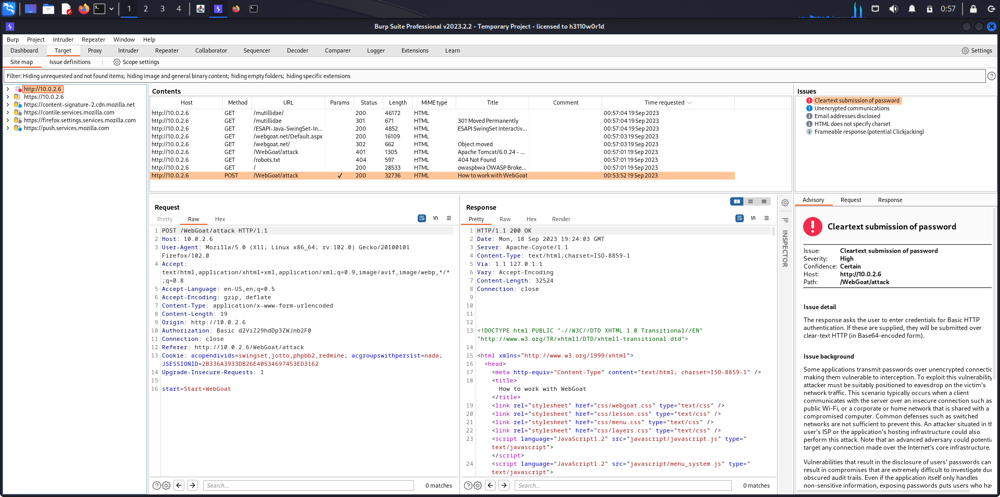 1 2 3 4 0:57
Burp Suite Professional v2023.2.2 - Temporary Project - licensed to h3110w0r1d
Burp Project Intruder Repeater Window Help
Dashboard Target Proxy Intruder Repeater Collaborator Sequencer Decoder Comparer Logger Extensions Learn Settings
Site map Issue definitions Scope settings
Filter: Hiding unrequested and not found items; hiding image and general binary content; hiding empty folders; hiding specific extensions
http://10.0.2.6
https://10.0.2.6
https://content-signature-2.cdn.mozilla.net
https://contile.services.mozilla.com
https://firefox.settings.services.mozilla.com
https://push.services.mozilla.com
Contents
Host Method URL Params Status Length MIME type Title Comment Time requested
http://10.0.2.6 GET /mutillidae/ 200 46172 HTML 00:57:04 19 Sep 2023
http://10.0.2.6 GET /mutillidae 301 671 HTML 301 Moved Permanently 00:57:04 19 Sep 2023
http://10.0.2.6 GET /ESAPI-Java-SwingSet-In... 200 4852 HTML ESAPI SwingSet Interactiv... 00:57:04 19 Sep 2023
http://10.0.2.6 GET /webgoat.net/Default.aspx 200 16109 HTML 00:57:03 19 Sep 2023
http://10.0.2.6 GET /webgoat.net/ 302 662 HTML Object moved 00:57:03 19 Sep 2023
http://10.0.2.6 GET /WebGoat/attack 401 1305 HTML Apache Tomcat/6.0.24 - ... 00:57:01 19 Sep 2023
http://10.0.2.6 GET /robots.txt 404 597 HTML 404 Not Found 00:57:01 19 Sep 2023
http://10.0.2.6 GET / 200 28533 HTML owaspbwa OWASP Broke... 00:57:01 19 Sep 2023
http://10.0.2.6 POST /WebGoat/attack ✓ 200 32736 HTML How to work with WebGoat 00:53:52 19 Sep 2023
Issues
Cleartext submission of password
Unencrypted communications
Email addresses disclosed
HTML does not specify charset
Frameable response (potential Clickjacking)
Request
Pretty Raw Hex \n
1 POST /WebGoat/attack HTTP/1.1
2 Host: 10.0.2.6
3 User-Agent: Mozilla/5.0 (X11; Linux x86_64; rv:102.0) Gecko/20100101
Firefox/102.0
4 Accept:
text/html,application/xhtml+xml,application/xml;q=0.9,image/avif,image/webp,*/*
;q=0.8
5 Accept-Language: en-US,en;q=0.5
6 Accept-Encoding: gzip, deflate
7 Content-Type: application/x-www-form-urlencoded
8 Content-Length: 19
9 Origin: http://10.0.2.6
10 Authorization: Basic d2ViZ29hdDp3ZWJnb2F0
11 Connection: close
12 Referer: http://10.0.2.6/WebGoat/attack
13 Cookie: acopendivids=swingset,jotto,phpbb2,redmine; acgroupswithpersist=nada;
JSESSIONID=2B336A3933DB26E40534697453ED3162
14 Upgrade-Insecure-Requests: 1
15
16 start=Start+WebGoat
Search... 0 matches
Response
Pretty Raw Hex Render \n
1 HTTP/1.1 200 OK
2 Date: Mon, 18 Sep 2023 19:24:03 GMT
3 Server: Apache-Coyote/1.1
4 Content-Type: text/html;charset=ISO-8859-1
5 Via: 1.1 127.0.1.1
6 Vary: Accept-Encoding
7 Content-Length: 32524
8 Connection: close
9
10
11
12
13 <!DOCTYPE html PUBLIC "-//W3C//DTD XHTML 1.0 Transitional//EN"
"http://www.w3.org/TR/xhtml1/DTD/xhtml1-transitional.dtd">
14
15 <html xmlns="http://www.w3.org/1999/xhtml">
16 <head>
17 <meta http-equiv="Content-Type" content="text/html; charset=ISO-8859-1" />
18 <title>
How to work with WebGoat
</title>
19 <link rel="stylesheet" href="css/webgoat.css" type="text/css" />
20 <link rel="stylesheet" href="css/lesson.css" type="text/css" />
21 <link rel="stylesheet" href="css/menu.css" type="text/css" />
22 <link rel="stylesheet" href="css/layers.css" type="text/css" />
23 <script language="JavaScript1.2" src="javascript/javascript.js" type="
text/javascript">
</script>
24 <script language="JavaScript1.2" src="javascript/menu_system.js" type="
text/javascript">
Search... 0 matches
INSPECTOR
Advisory Request Response
Cleartext submission of password
Issue: Cleartext submission of password
Severity: High
Confidence: Certain
Host: http://10.0.2.6
Path: /WebGoat/attack
Issue detail
The response asks the user to enter credentials for Basic HTTP
authentication. If these are supplied, they will be submitted over
clear-text HTTP (in Base64-encoded form).
Issue background
Some applications transmit passwords over unencrypted connectic
making them vulnerable to interception. To exploit this vulnerability
attacker must be suitably positioned to eavesdrop on the victim's
network traffic. This scenario typically occurs when a client
communicates with the server over an insecure connection such as
public Wi-Fi, or a corporate or home network that is shared with a
compromised computer. Common defenses such as switched
networks are not sufficient to prevent this. An attacker situated in th
user's ISP or the application's hosting infrastructure could also
perform this attack. Note that an advanced adversary could potentia
target any connection made over the Internet's core infrastructure.
Vulnerabilities that result in the disclosure of users' passwords can
result in compromises that are extremely difficult to investigate due
obscured audit trails. Even if the application itself only handles
non-sensitive information, exposing passwords puts users who hav